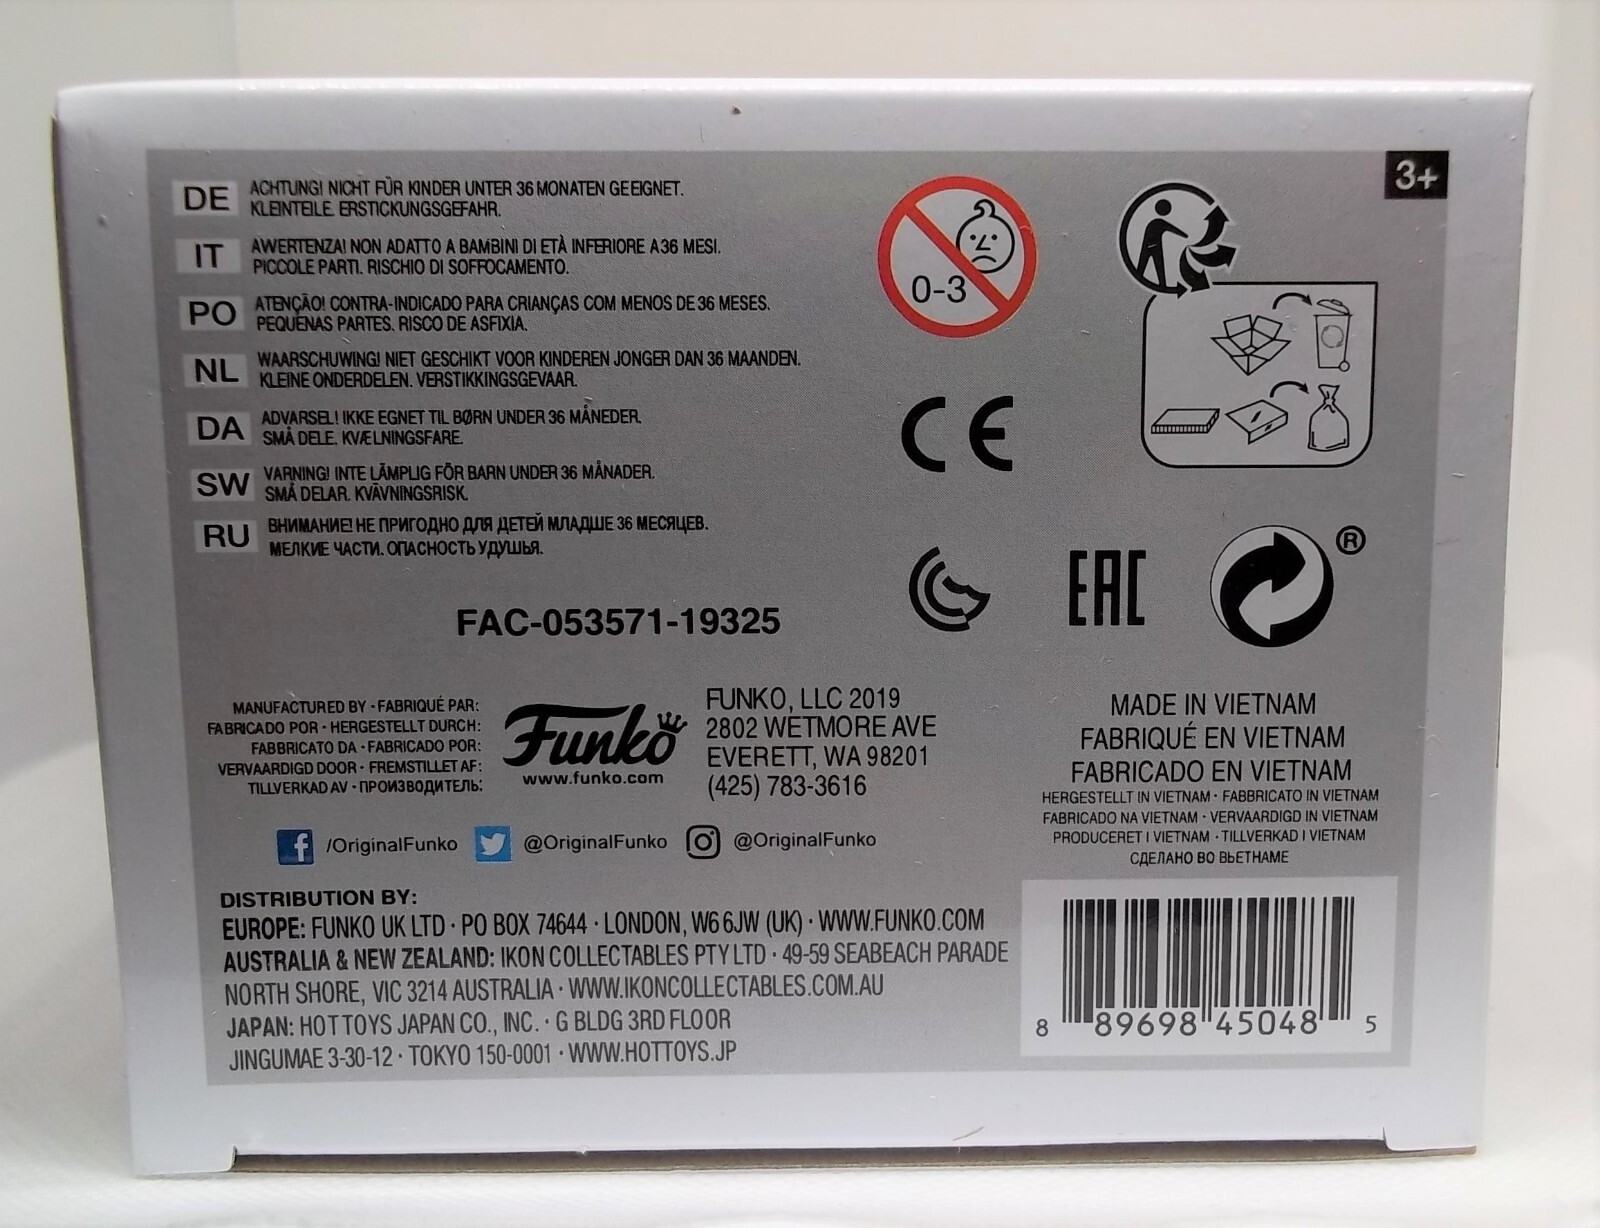 3+
DE
ACHTUNG! NICHT FÜR KINDER UNTER 36 MONATEN GEEIGNET.
KLEINTEILE. ERSTICKUNGSGEFAHR.
IT
AWERTENZA! NON ADATTO A BAMBINI DI ETÀ INFERIORE A 36 MESI.
PICCOLE PARTI. RISCHIO DI SOFFOCAMENTO.
PO
ATENÇÃO! CONTRA-INDICADO PARA CRIANÇAS COM MENOS DE 36 MESES.
PEQUENAS PARTES. RISCO DE ASFIXIA.
NL
WAARSCHUWING! NIET GESCHIKT VOOR KINDEREN JONGER DAN 36 MAANDEN.
KLEINE ONDERDELEN. VERSTIKKINGSGEVAAR.
DA
ADVARSEL! IKKE EGNET TIL BØRN UNDER 36 MÅNEDER.
SMÅ DELE. KVÆLNINGSFARE.
SW
VARNING! INTE LÄMPLIG FÖR BARN UNDER 36 MÅNADER.
SMÅ DELAR. KVÄVNINGSRISK.
RU
ВНИМАНИЕ! НЕ ПРИГОДНО ДЛЯ ДЕТЕЙ МЛАДШЕ 36 МЕСЯЦЕВ.
МЕЛКИЕ ЧАСТИ. ОПАСНОСТЬ УДУШЬЯ.
0-3
CE
EAC
®
FAC-053571-19325
MANUFACTURED BY · FABRIQUÉ PAR:
FABRICADO POR · HERGESTELLT DURCH:
FABBRICATO DA · FABRICADO POR:
VERVAARDIGD DOOR · FREMSTILLET AF:
TILLVERKAD AV · ПРОИЗВОДИТЕЛЬ:
Funko
www.funko.com
FUNKO, LLC 2019
2802 WETMORE AVE
EVERETT, WA 98201
(425) 783-3616
MADE IN VIETNAM
FABRIQUÉ EN VIETNAM
FABRICADO EN VIETNAM
HERGESTELLT IN VIETNAM · FABBRICATO IN VIETNAM
FABRICADO NA VIETNAM · VERVAARDIGD IN VIETNAM
PRODUCERET I VIETNAM · TILLVERKAD I VIETNAM
СДЕЛАНО ВО ВЬЕТНАМЕ
f /OriginalFunko @OriginalFunko @OriginalFunko
DISTRIBUTION BY:
EUROPE: FUNKO UK LTD · PO BOX 74644 · LONDON, W6 6JW (UK) · WWW.FUNKO.COM
AUSTRALIA & NEW ZEALAND: IKON COLLECTABLES PTY LTD · 49-59 SEABEACH PARADE
NORTH SHORE, VIC 3214 AUSTRALIA · WWW.IKONCOLLECTABLES.COM.AU
JAPAN: HOT TOYS JAPAN CO., INC. · G BLDG 3RD FLOOR
JINGUMAE 3-30-12 · TOKYO 150-0001 · WWW.HOTTOYS.JP
8 89698 45048 5